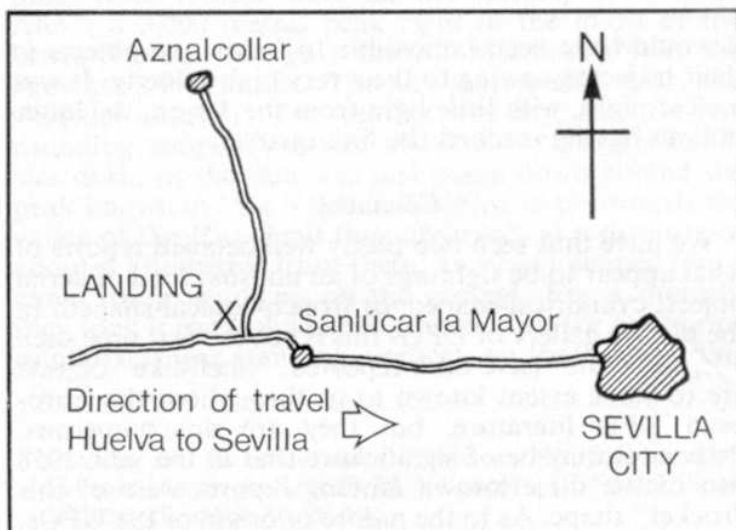 Aznalcollar
N
LANDING
X
Sanlúcar la Mayor
Direction of travel
Huelva to Sevilla
SEVILLA
CITY